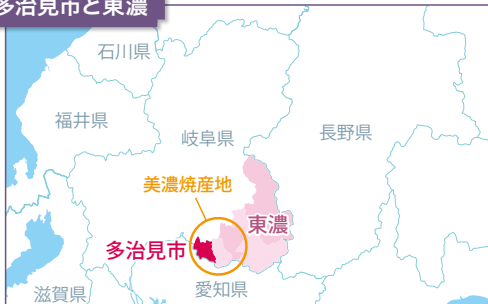 多治見市と東濃
石川県
福井県
岐阜県
長野県
美濃焼産地
東濃
多治見市
滋賀県
愛知県